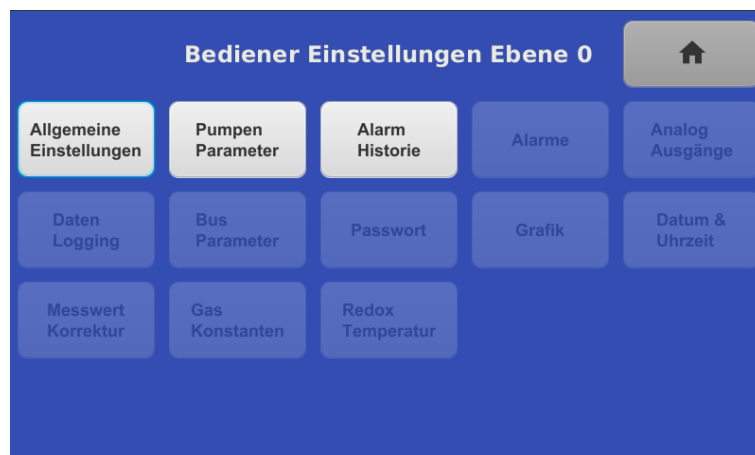 Bediener Einstellungen Ebene 0
Allgemeine
Einstellungen
Pumpen
Parameter
Alarm
Historie
Alarme
Analog
Ausgänge
Daten
Logging
Bus
Parameter
Passwort
Grafik
Datum &
Uhrzeit
Messwert
Korrektur
Gas
Konstanten
Redox
Temperatur